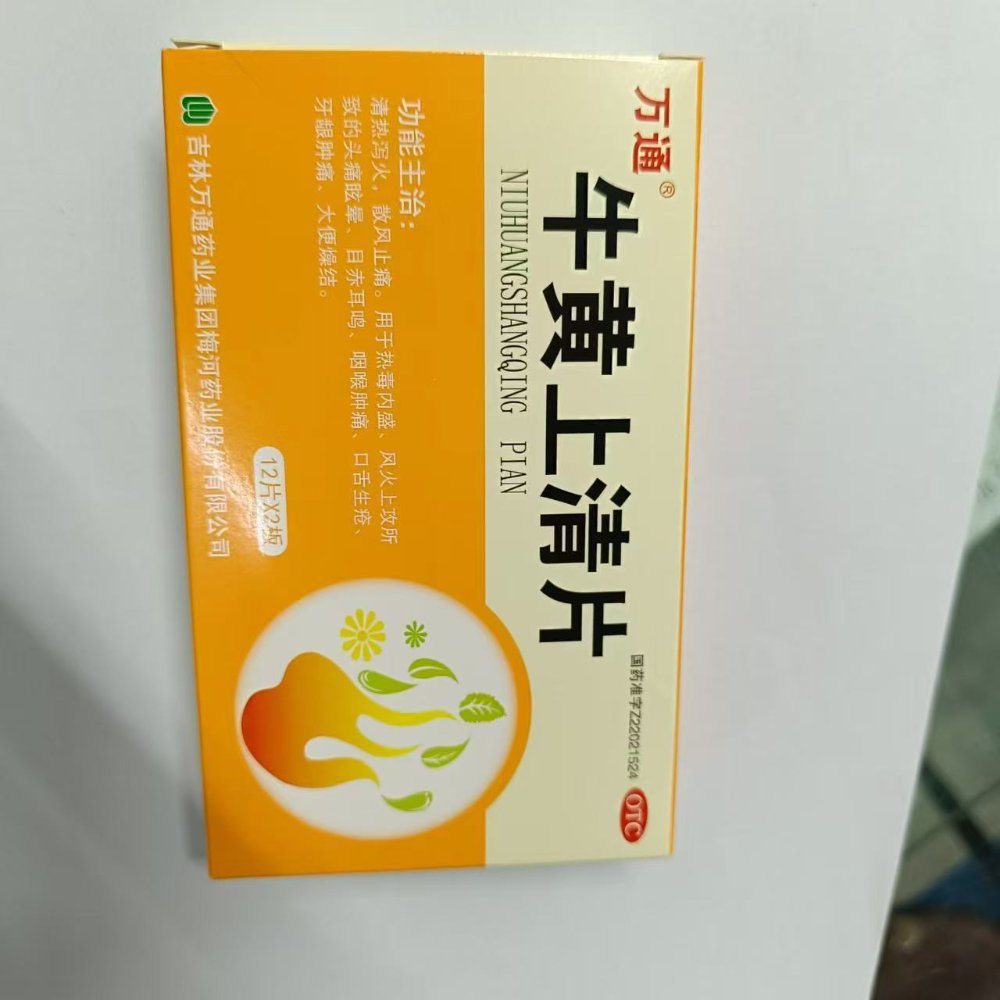 万通®
牛黄上清片
NIUHUANGSHANGQING PIAN
国药准字Z22021524
OTC
功能主治：
清热泻火，散风止痛。用于热毒内盛、风火上攻所
致的头痛眩晕、目赤耳鸣、咽喉肿痛、口舌生疮、
牙龈肿痛、大便燥结。
12片X2板
吉林万通药业集团梅河药业股份有限公司